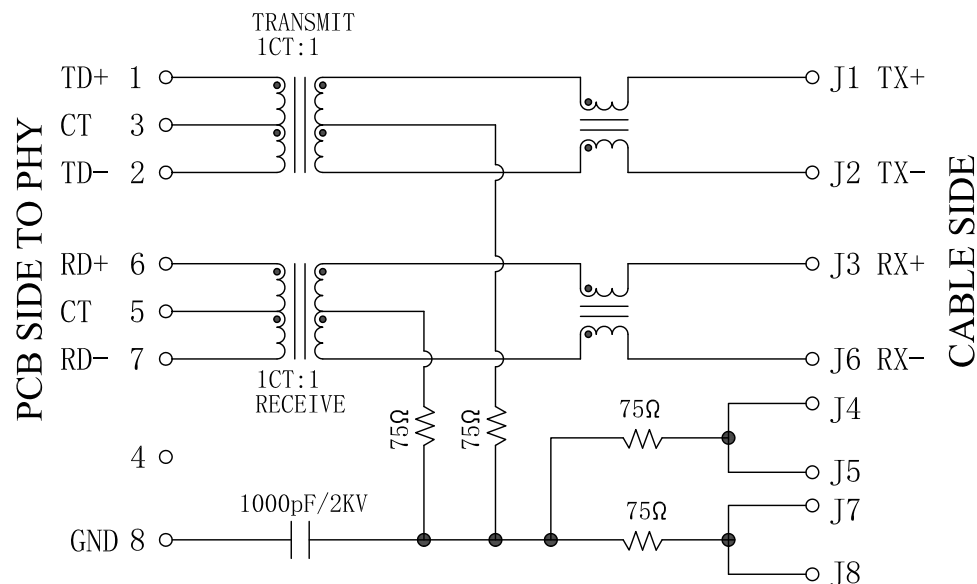 TRANSMIT
1CT:1
TD+ 1
CT 3
TD- 2
J1 TX+
J2 TX-
PCB SIDE TO PHY
CABLE SIDE
RD+ 6
CT 5
RD- 7
J3 RX+
J6 RX-
1CT:1
RECEIVE
75Ω
75Ω
75Ω
J4
J5
4
1000pF/2KV
GND 8
75Ω
J7
J8